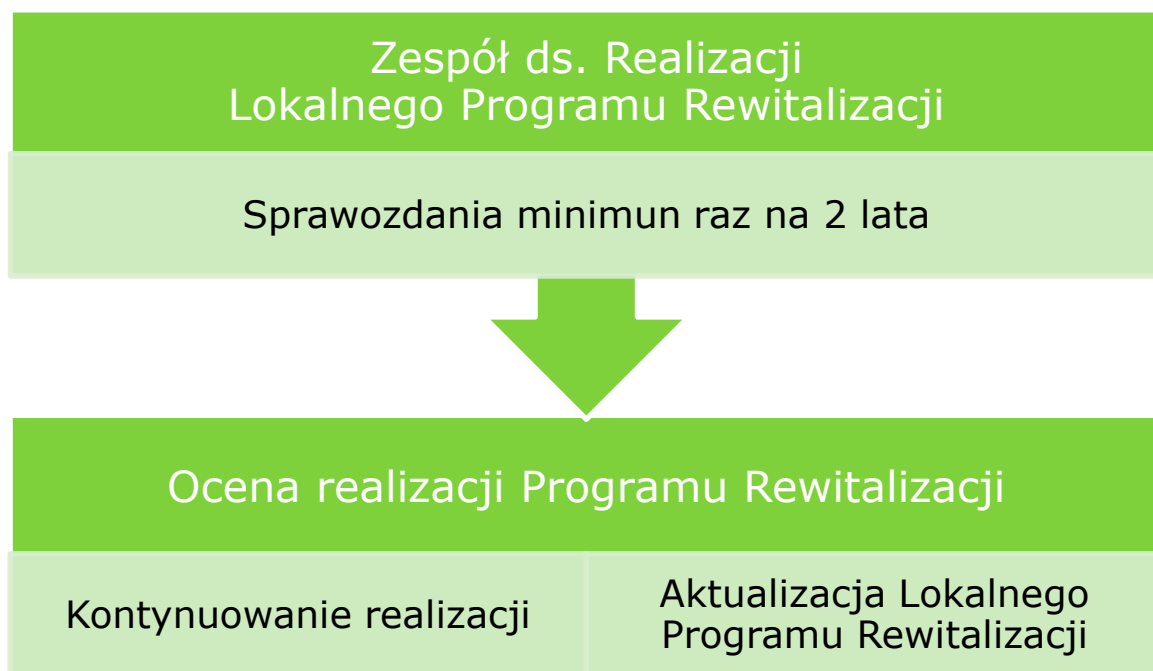 Zespół ds. Realizacji
Lokalnego Programu Rewitalizacji
Sprawozdania minimun raz na 2 lata
Ocena realizacji Programu Rewitalizacji
Kontynuowanie realizacji
Aktualizacja Lokalnego
Programu Rewitalizacji